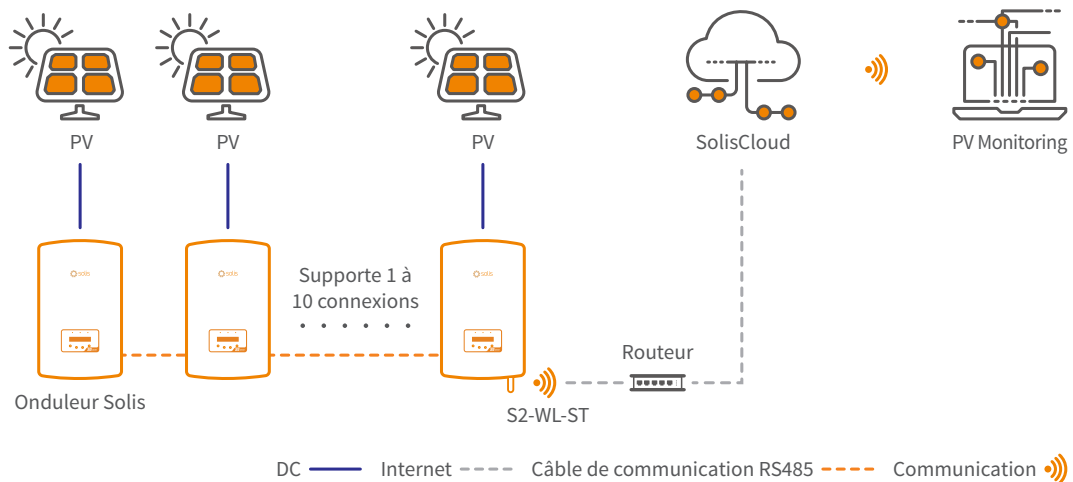 PV
PV
PV
SolisCloud
PV Monitoring
solis
solis
solis
Supporte 1 à
10 connexions
Routeur
Onduleur Solis
S2-WL-ST
DC
Internet
Câble de communication RS485
Communication